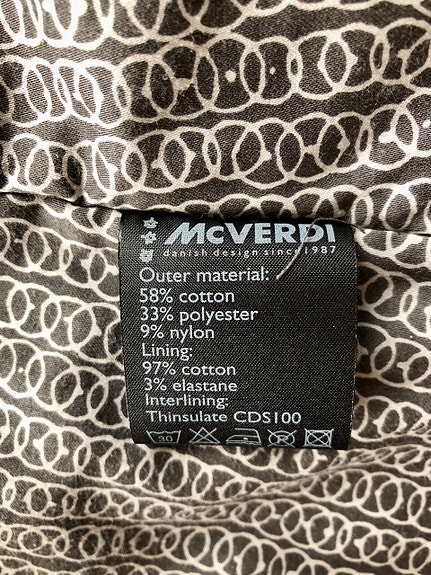 McVERDI
danish design since 1987
Outer material:
58% cotton
33% polyester
9% nylon
Lining:
97% cotton
3% elastane
Interlining:
Thinsulate CDS100
30